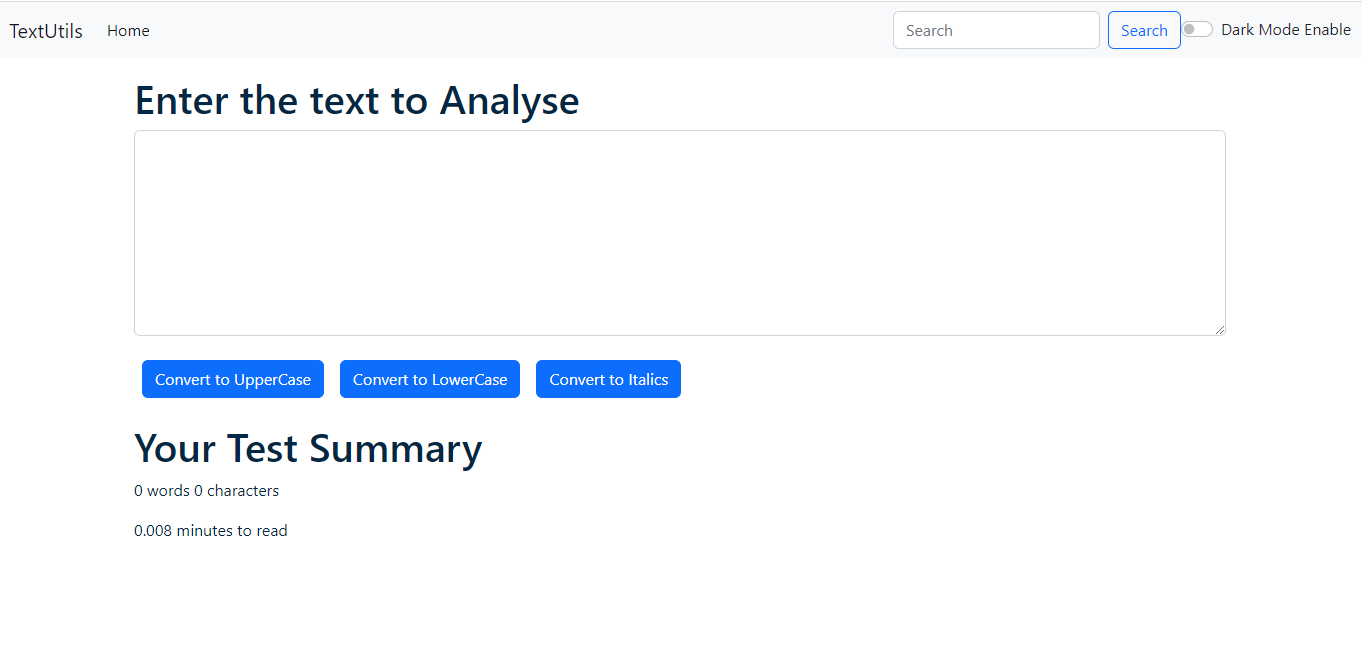 TextUtils Home Search Search Dark Mode Enable
Enter the text to Analyse
Convert to UpperCase Convert to LowerCase Convert to Italics
Your Test Summary
0 words 0 characters
0.008 minutes to read